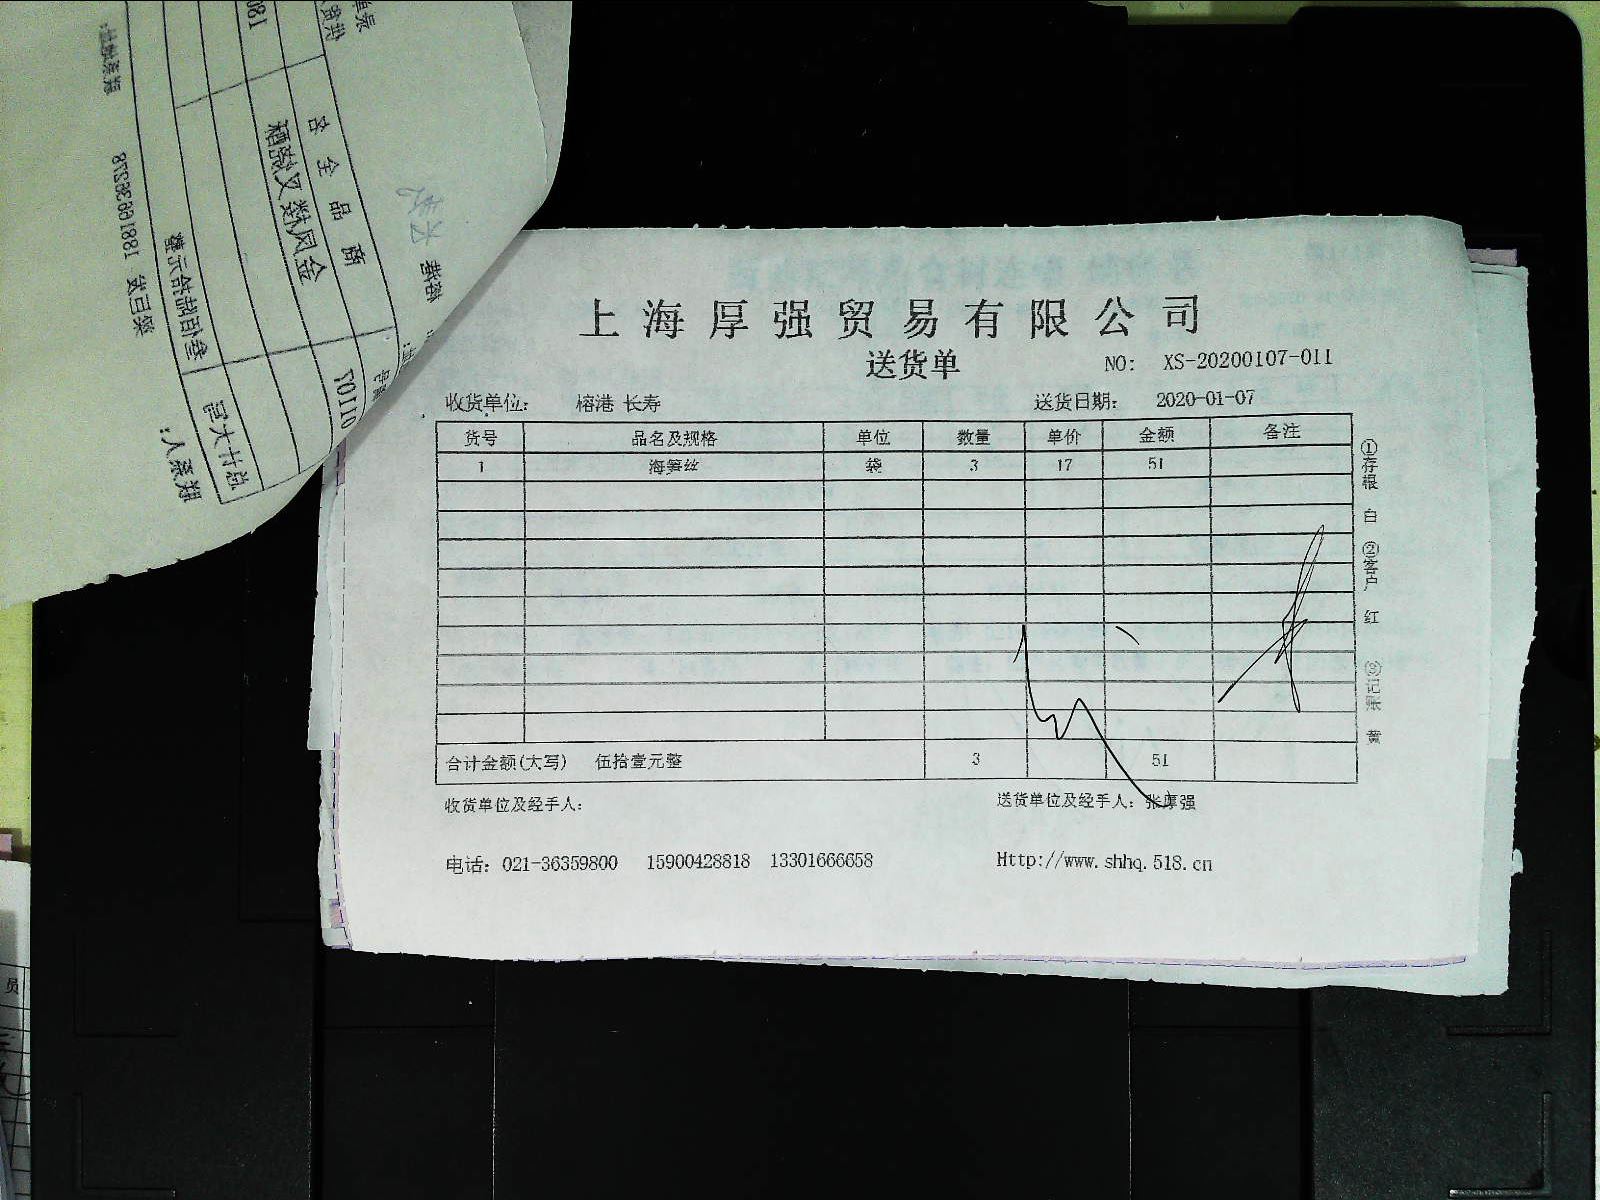 上海厚强贸易有限公司
送货单 NO: XS-20200107-011
收货单位: 榕港 长寿 送货日期: 2020-01-07
货号 品名及规格 单位 数量 单价 金额 备注
1 海笋丝 袋 3 17 51
合计金额(大写) 伍拾壹元整 3 51
收货单位及经手人: 送货单位及经手人: 张厚强
电话: 021-36359800 15900428818 13301666658 Http://www.shhq.518.cn
①存根 白 ②客户 红 ③记账 黄